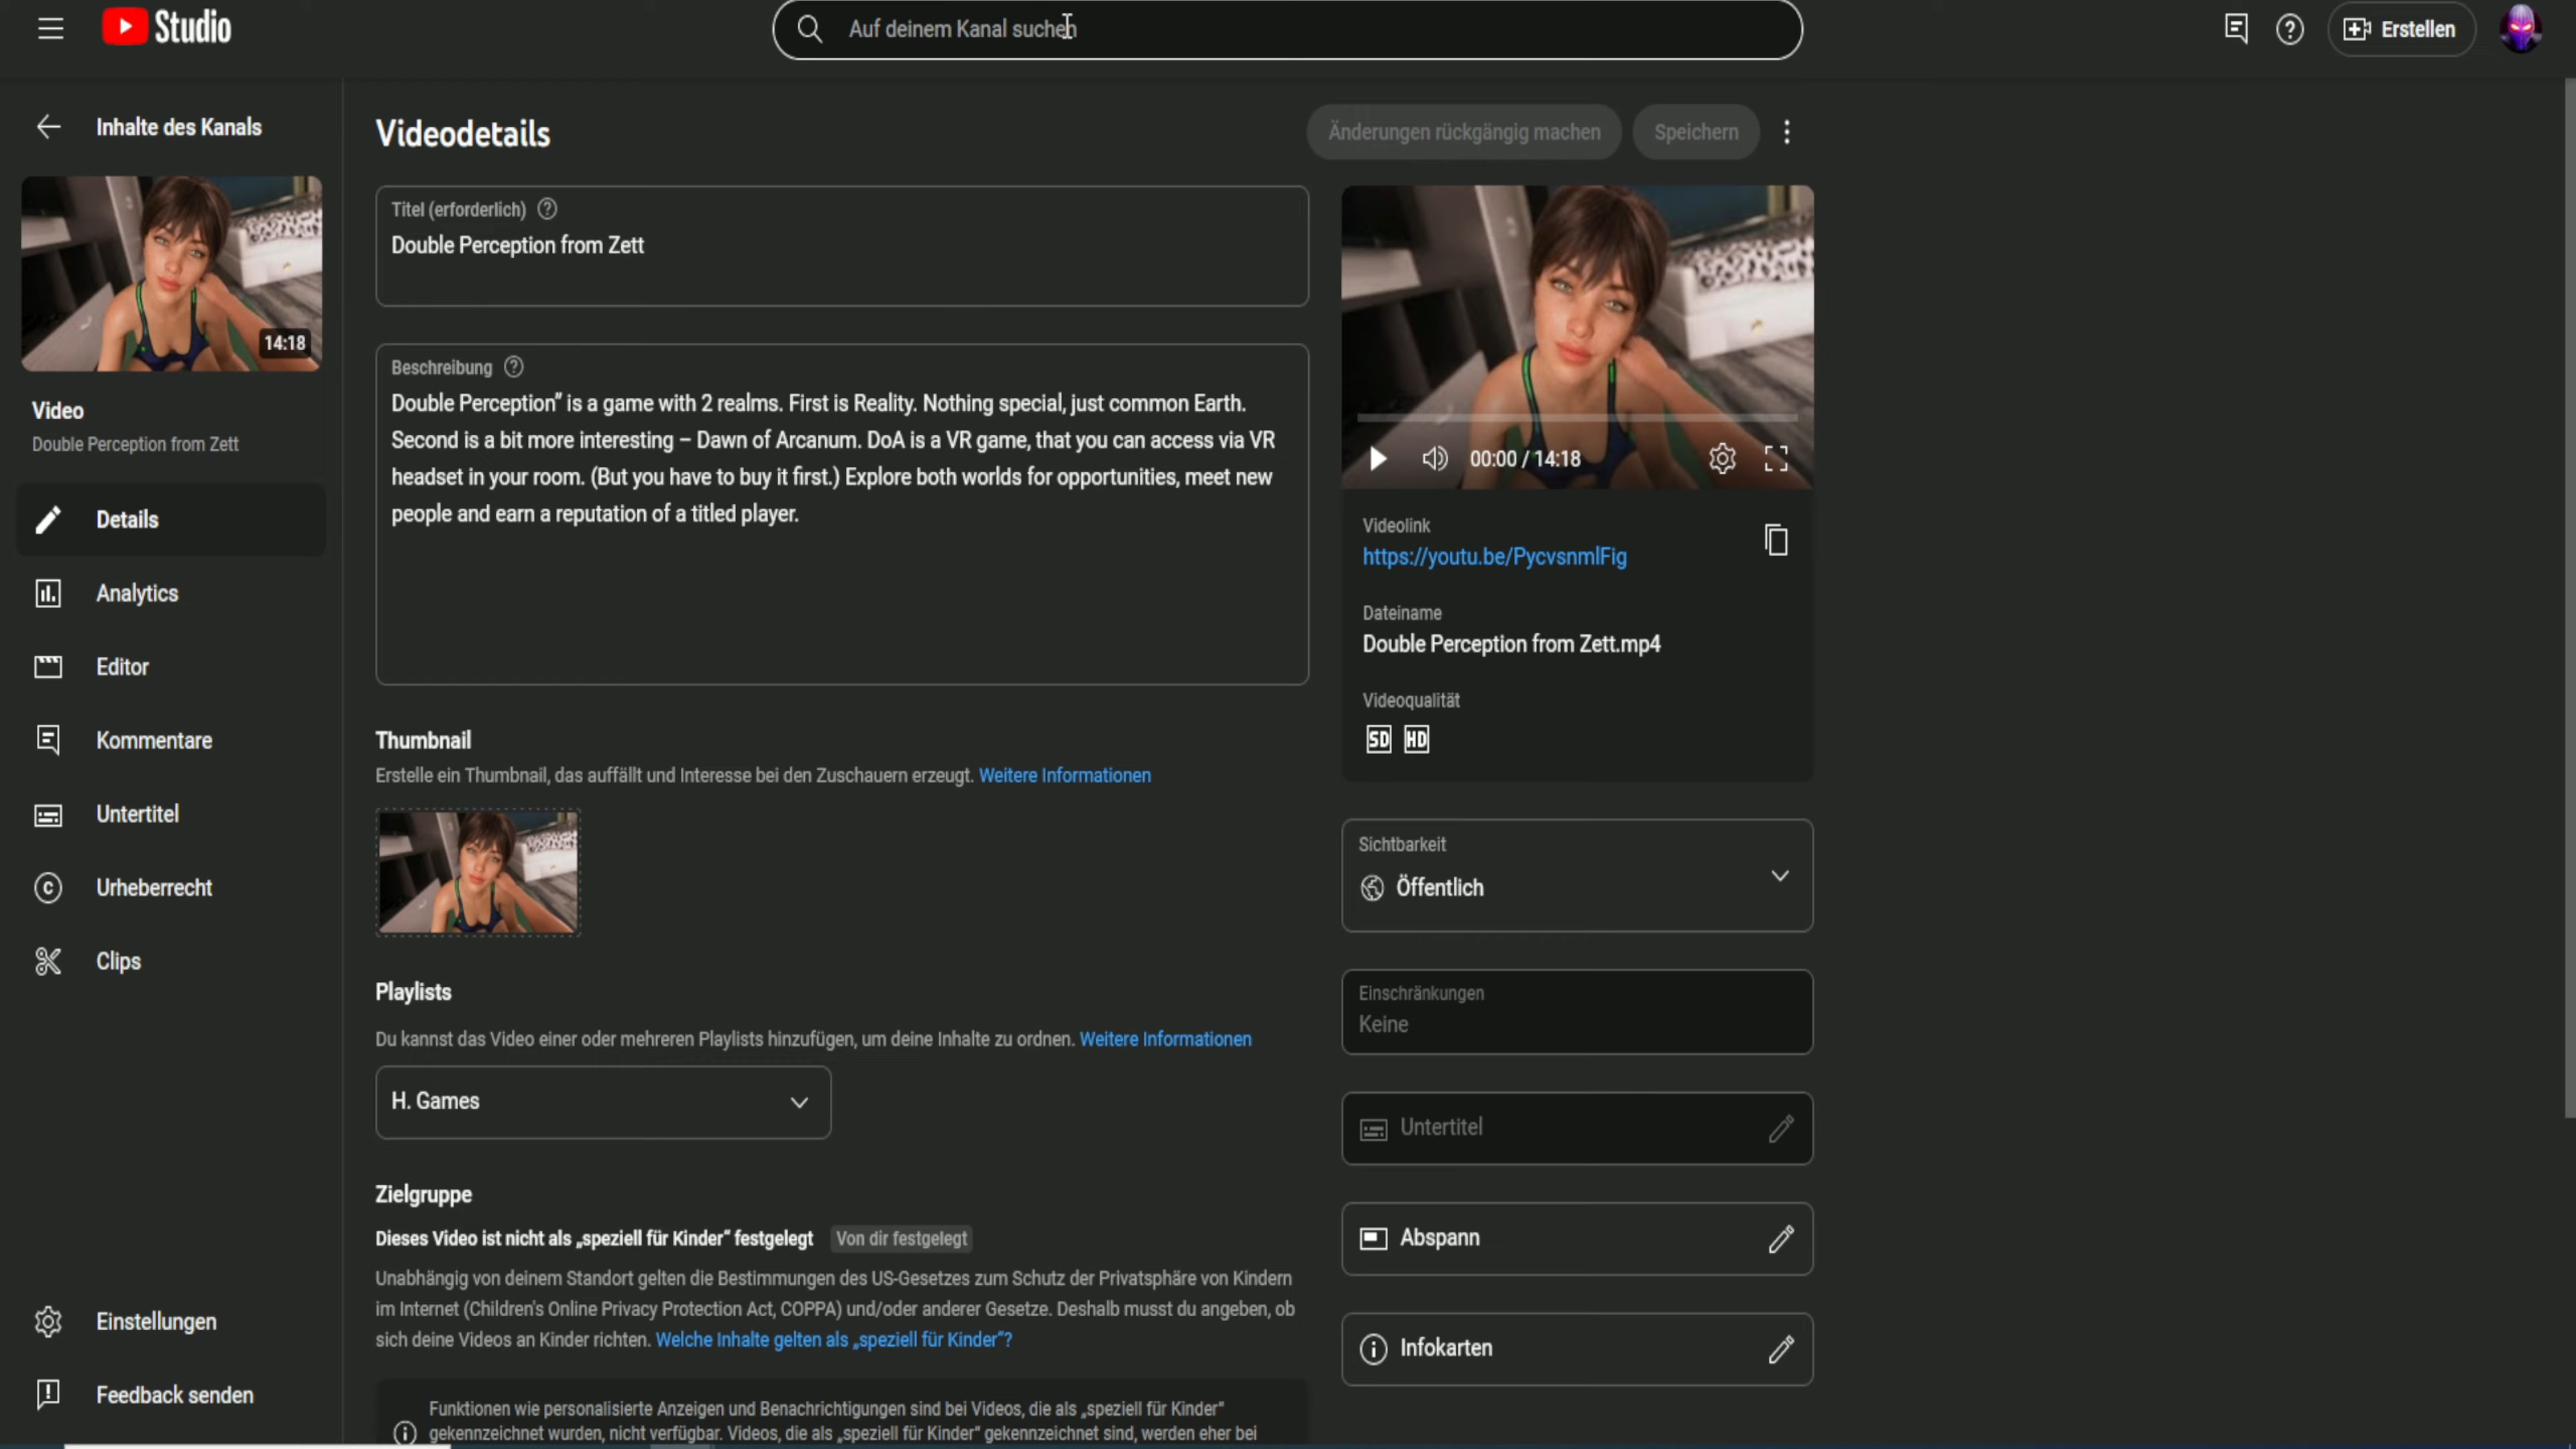 Studio
Auf deinem Kanal suchen
Erstellen
Inhalte des Kanals
14:18
Video
Double Perception from Zett
Details
Analytics
Editor
Kommentare
Untertitel
Urheberrecht
Clips
Einstellungen
Feedback senden
Videodetails
Änderungen rückgängig machen
Speichern
Titel (erforderlich)
Double Perception from Zett
Beschreibung
Double Perception” is a game with 2 realms. First is Reality. Nothing special, just common Earth.
Second is a bit more interesting – Dawn of Arcanum. DoA is a VR game, that you can access via VR
headset in your room. (But you have to buy it first.) Explore both worlds for opportunities, meet new
people and earn a reputation of a titled player.
Thumbnail
Erstelle ein Thumbnail, das auffällt und Interesse bei den Zuschauern erzeugt. Weitere Informationen
Playlists
Du kannst das Video einer oder mehreren Playlists hinzufügen, um deine Inhalte zu ordnen. Weitere Informationen
H. Games
Zielgruppe
Dieses Video ist nicht als „speziell für Kinder“ festgelegt Von dir festgelegt
Unabhängig von deinem Standort gelten die Bestimmungen des US-Gesetzes zum Schutz der Privatsphäre von Kindern
im Internet (Children's Online Privacy Protection Act, COPPA) und/oder anderer Gesetze. Deshalb musst du angeben, ob
sich deine Videos an Kinder richten. Welche Inhalte gelten als „speziell für Kinder“?
Funktionen wie personalisierte Anzeigen und Benachrichtigungen sind bei Videos, die als „speziell für Kinder“
gekennzeichnet wurden, nicht verfügbar. Videos, die als „speziell für Kinder“ gekennzeichnet sind, werden eher bei
00:00 / 14:18
Videolink
https://youtu.be/PycvsnmlFig
Dateiname
Double Perception from Zett.mp4
Videoqualität
SD HD
Sichtbarkeit
Öffentlich
Einschränkungen
Keine
Untertitel
Abspann
Infokarten